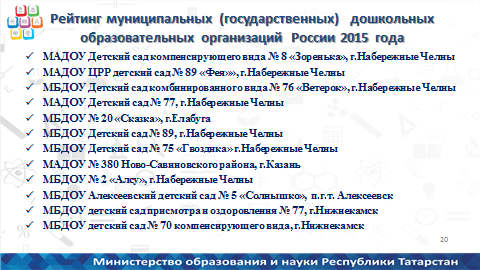 Рейтинг муниципальных (государственных) дошкольных
образовательных организаций России 2015 года
✓ МАДОУ Детский сад компенсирующего вида № 8 «Зоренька», г.Набережные Челны
✓ МАДОУ ЦРР детский сад № 89 «Фея»», г.Набережные Челны
✓ МБДОУ Детский сад комбинированного вида № 76 «Ветерок», г.Набережные Челны
✓ МАДОУ Детский сад № 77, г.Набережные Челны
✓ МБДОУ № 20 «Сказка», г.Елабуга
✓ МБДОУ Детский сад № 89, г.Набережные Челны
✓ МБДОУ Детский сад № 75 «Гвоздика» г.Набережные Челны
✓ МАДОУ № 380 Ново-Савиновского района, г.Казань
✓ МБДОУ № 2 «Алсу», г.Набережные Челны
✓ МБДОУ Алексеевский детский сад № 5 «Солнышко», п.г.т. Алексеевск
✓ МБДОУ детский сад присмотра и оздоровления № 77, г.Нижнекамск
✓ МБДОУ детский сад № 70 компенсирующего вида, г.Нижнекамск
20
Министерство образования и науки Республики Татарстан